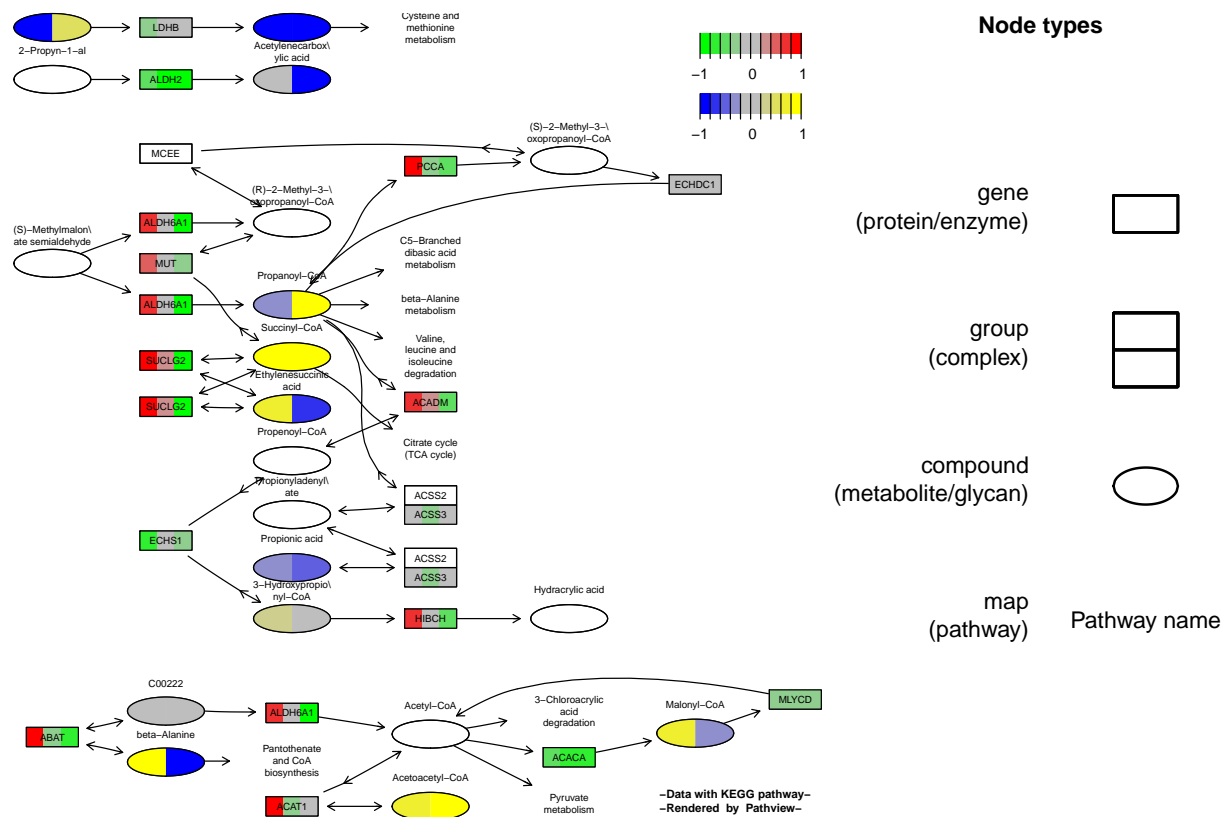 Cysteine and
methionine
metabolism
LDHB
2−Propyn−1−al
Acetylenecarbox\
ylic acid
ALDH2
Node types
−1
0
1
−1
0
1
(S)−2−Methyl−3−\
oxopropanoyl−CoA
MCEE
PCCA
ECHDC1
(R)−2−Methyl−3−\
oxopropanoyl−CoA
ALDH6A1
(S)−Methylmalon\
ate semialdehyde
MUT
C5−Branched
dibasic acid
metabolism
Propanoyl−CoA
ALDH6A1
beta−Alanine
metabolism
Succinyl−CoA
Valine,
leucine and
isoleucine
degradation
SUCLG2
Ethylenesuccinic
acid
SUCLG2
ACADM
Propenoyl−CoA
Citrate cycle
(TCA cycle)
Propionyladenyl\
ate
ACSS2
ACSS3
ECHS1
Propionic acid
ACSS2
ACSS3
3−Hydroxypropio\
nyl−CoA
HIBCH
Hydracrylic acid
gene
(protein/enzyme)
group
(complex)
compound
(metabolite/glycan)
map
(pathway)
Pathway name
C00222
ALDH6A1
Acetyl−CoA
3−Chloroacrylic
acid
degradation
Malonyl−CoA
MLYCD
ABAT
beta−Alanine
Pantothenate
and CoA
biosynthesis
ACACA
Acetoacetyl−CoA
ACAT1
Pyruvate
metabolism
−Data with KEGG pathway−
−Rendered by Pathview−